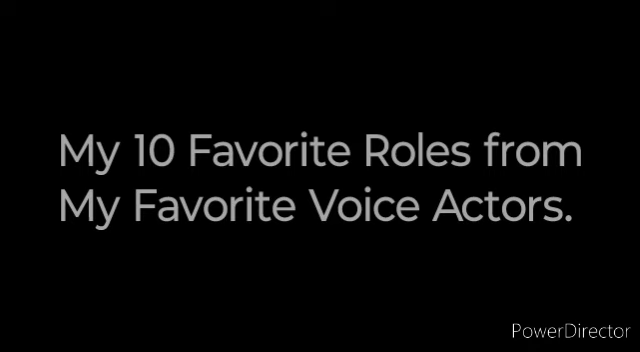 My 10 Favorite Roles from
My Favorite Voice Actors.
PowerDirector